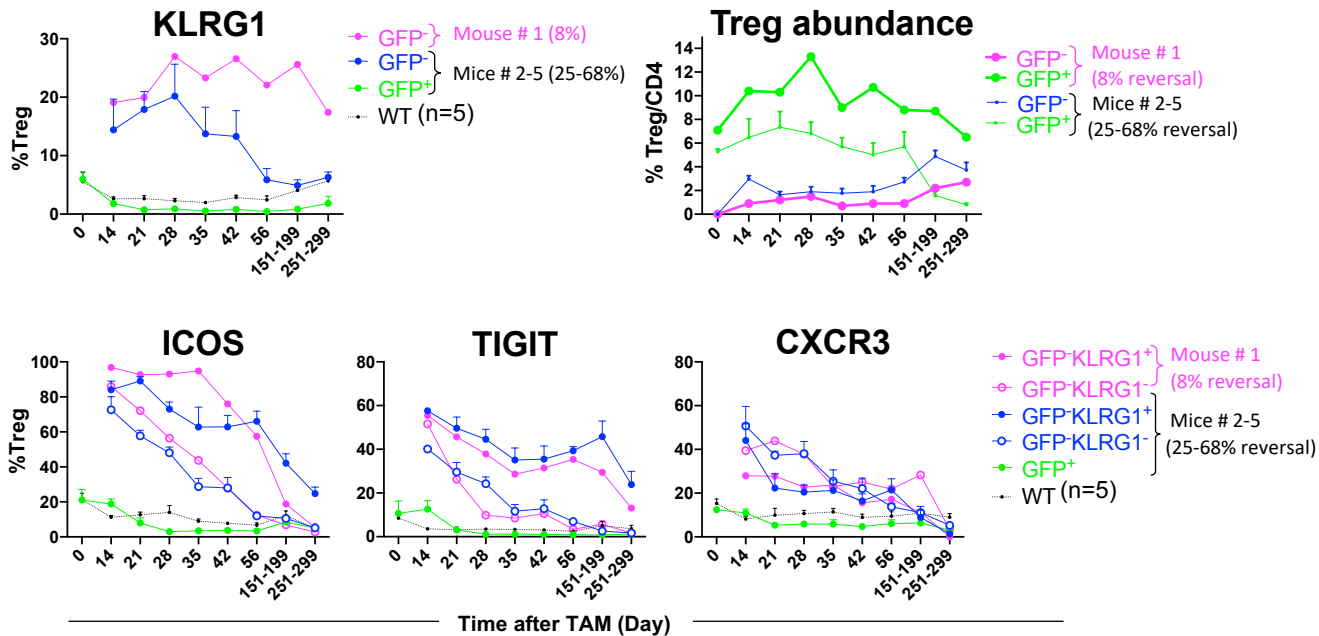 KLRG1
30
20
10
0
%Treg
0 14 21 28 35 42 56 151-199 251-299
GFP- } Mouse # 1 (8%)
GFP-
GFP+
Mice # 2-5 (25-68%)
WT (n=5)
Treg abundance
14
12
10
8
6
4
2
0
% Treg/CD4
0 14 21 28 35 42 56 151-199 251-299
GFP-
GFP+
Mouse # 1
(8% reversal)
GFP-
GFP+
Mice # 2-5
(25-68% reversal)
ICOS
100
80
60
40
20
0
%Treg
0 14 21 28 35 42 56 151-199 251-299
TIGIT
80
60
40
20
0
0 14 21 28 35 42 56 151-199 251-299
CXCR3
80
60
40
20
0
0 14 21 28 35 42 56 151-199 251-299
GFP-KLRG1+
GFP-KLRG1-
Mouse # 1
(8% reversal)
GFP-KLRG1+
GFP-KLRG1-
GFP+
Mice # 2-5
(25-68% reversal)
WT (n=5)
Time after TAM (Day)